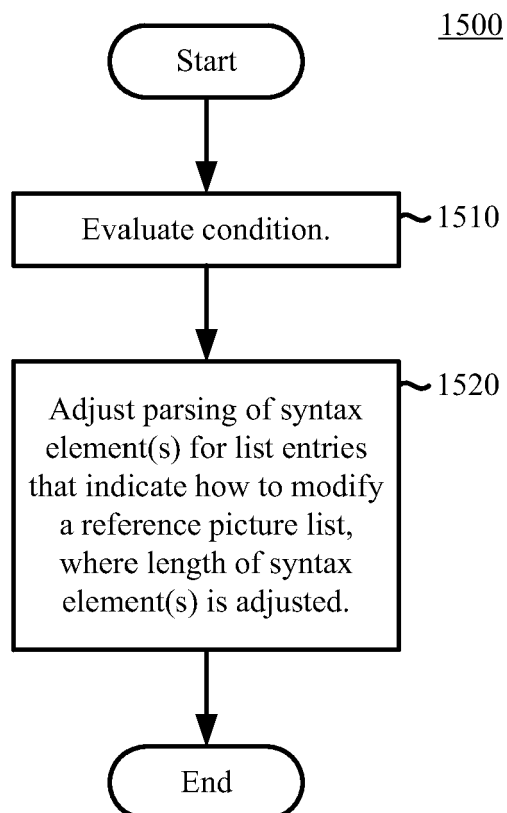 1500
Start
Evaluate condition.
1510
1520
Adjust parsing of syntax
element(s) for list entries
that indicate how to modify
a reference picture list,
where length of syntax
element(s) is adjusted.
End